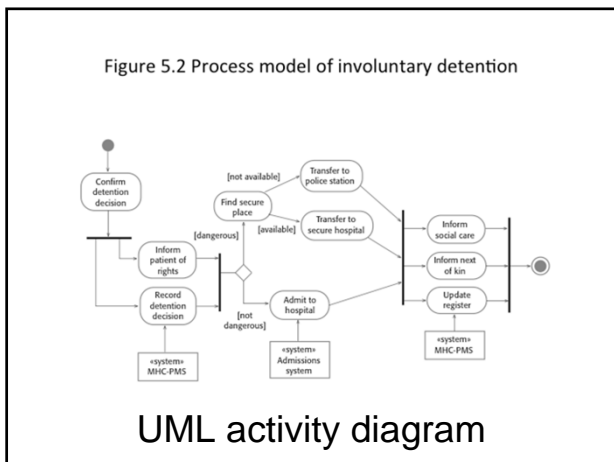 Figure 5.2 Process model of involuntary detention
Confirm
detention
decision
Inform
patient of
rights
Record
detention
decision
«system»
MHC-PMS
[dangerous]
[not
dangerous]
Find secure
place
[not available]
[available]
Transfer to
police station
Transfer to
secure hospital
Admit to
hospital
«system»
Admissions
system
Inform
social care
Inform next
of kin
Update
register
«system»
MHC-PMS
UML activity diagram